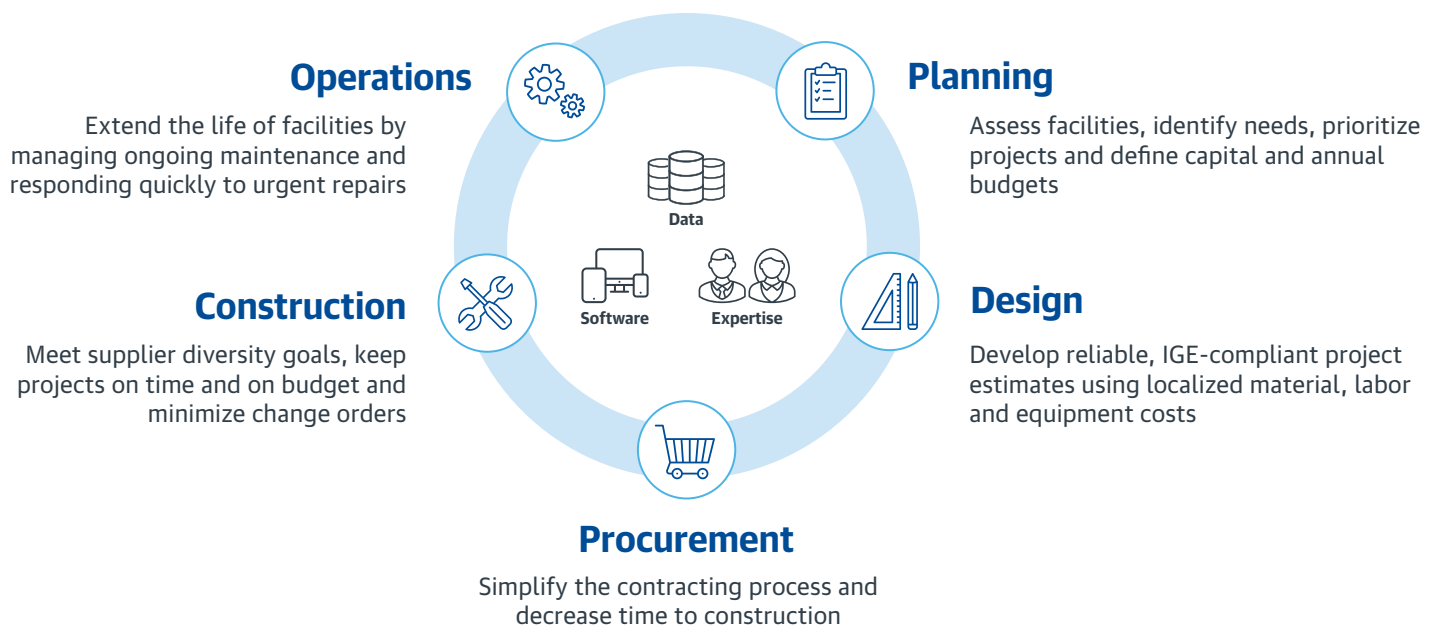 Operations
Extend the life of facilities by
managing ongoing maintenance and
responding quickly to urgent repairs
Planning
Assess facilities, identify needs, prioritize
projects and define capital and annual
budgets
Data
Software
Expertise
Construction
Meet supplier diversity goals, keep
projects on time and on budget and
minimize change orders
Design
Develop reliable, IGE-compliant project
estimates using localized material, labor
and equipment costs
Procurement
Simplify the contracting process and
decrease time to construction